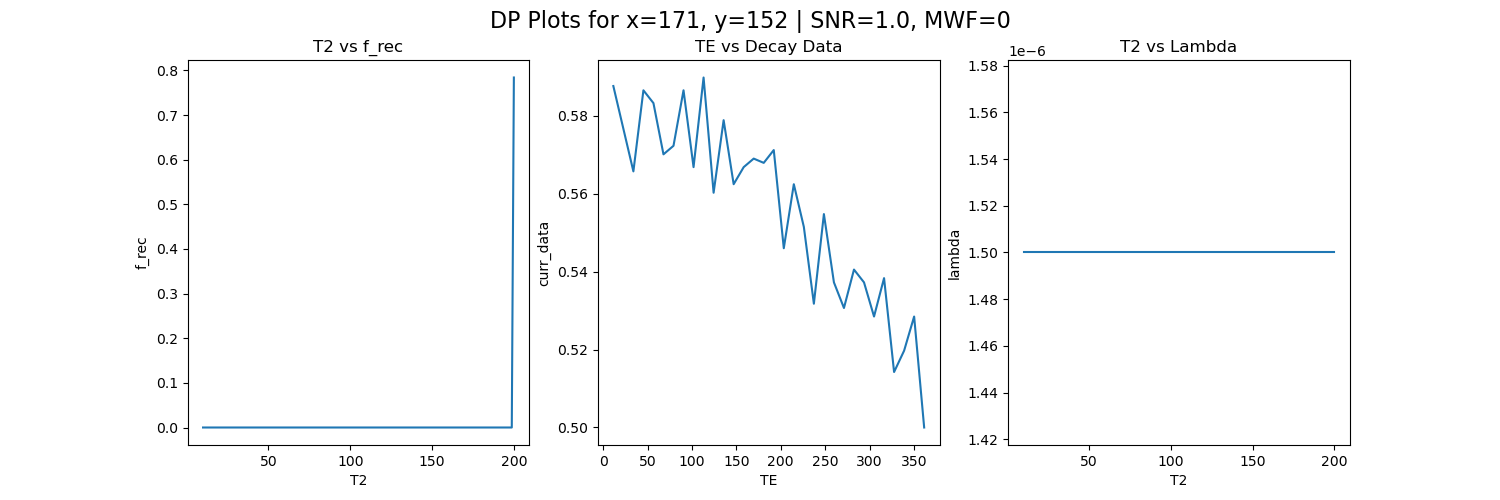 DP Plots for x=171, y=152 | SNR=1.0, MWF=0
T2 vs f_rec
f_rec
0.8
0.7
0.6
0.5
0.4
0.3
0.2
0.1
0.0
50 100 150 200
T2
TE vs Decay Data
curr_data
0.58
0.56
0.54
0.52
0.50
0 50 100 150 200 250 300 350
TE
T2 vs Lambda
1e−6
lambda
1.58
1.56
1.54
1.52
1.50
1.48
1.46
1.44
1.42
50 100 150 200
T2